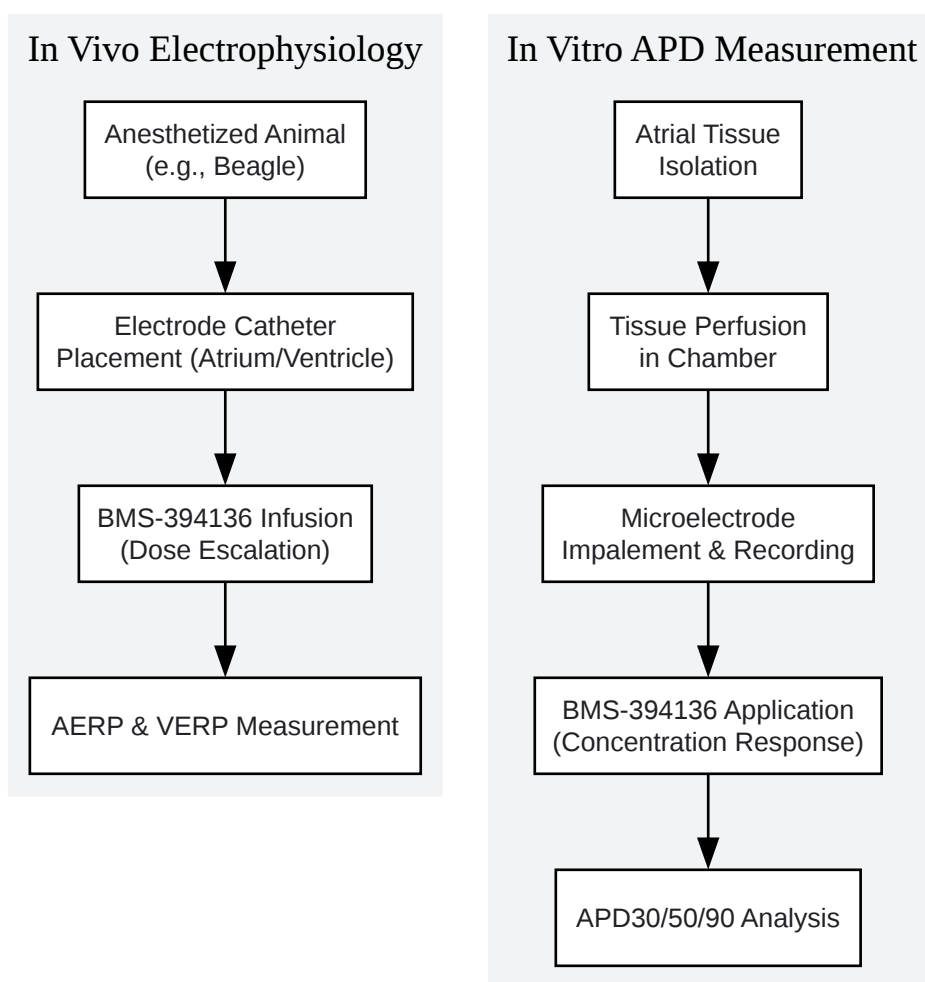 In Vivo Electrophysiology
Anesthetized Animal
(e.g., Beagle)
Electrode Catheter
Placement (Atrium/Ventricle)
BMS-394136 Infusion
(Dose Escalation)
AERP & VERP Measurement
In Vitro APD Measurement
Atrial Tissue
Isolation
Tissue Perfusion
in Chamber
Microelectrode
Impalement & Recording
BMS-394136 Application
(Concentration Response)
APD30/50/90 Analysis